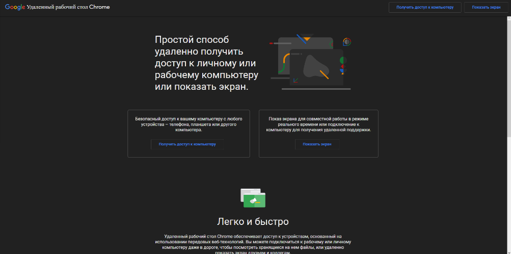 Google Удаленный рабочий стол Chrome
Получить доступ к компьютеру
Показать экран
Простой способ
удаленно получить
доступ к личному или
рабочему компьютеру
или показать экран.
Безопасный доступ к вашему компьютеру с любого
устройства – телефона, планшета или другого
компьютера.
Получить доступ к компьютеру
Показ экрана для совместной работы в режиме
реального времени или подключение к
компьютеру для получения удаленной поддержки.
Показать экран
Легко и быстро
Удаленный рабочий стол Chrome обеспечивает доступ к устройствам, основанный на
использовании передовых веб-технологий. Вы можете подключиться к рабочему или личному
компьютеру даже в дороге, чтобы посмотреть хранящиеся на нем файлы, или удаленно
показать экран коллегам в